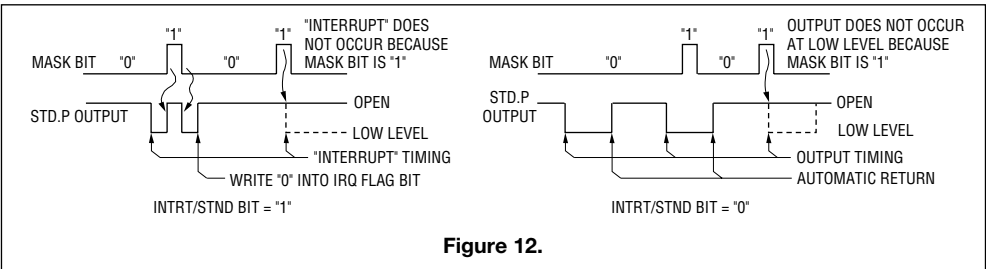 "1"
"1"
"INTERRUPT" DOES
NOT OCCUR BECAUSE
MASK BIT IS "1"
MASK BIT "0" "0"
STD.P OUTPUT
OPEN
LOW LEVEL
"INTERRUPT" TIMING
WRITE "0" INTO IRQ FLAG BIT
INTRT/STND BIT = "1"
"1"
"1"
OUTPUT DOES NOT OCCUR
AT LOW LEVEL BECAUSE
MASK BIT IS "1"
MASK BIT "0" "0"
STD.P
OUTPUT
OPEN
LOW LEVEL
OUTPUT TIMING
AUTOMATIC RETURN
INTRT/STND BIT = "0"
Figure 12.